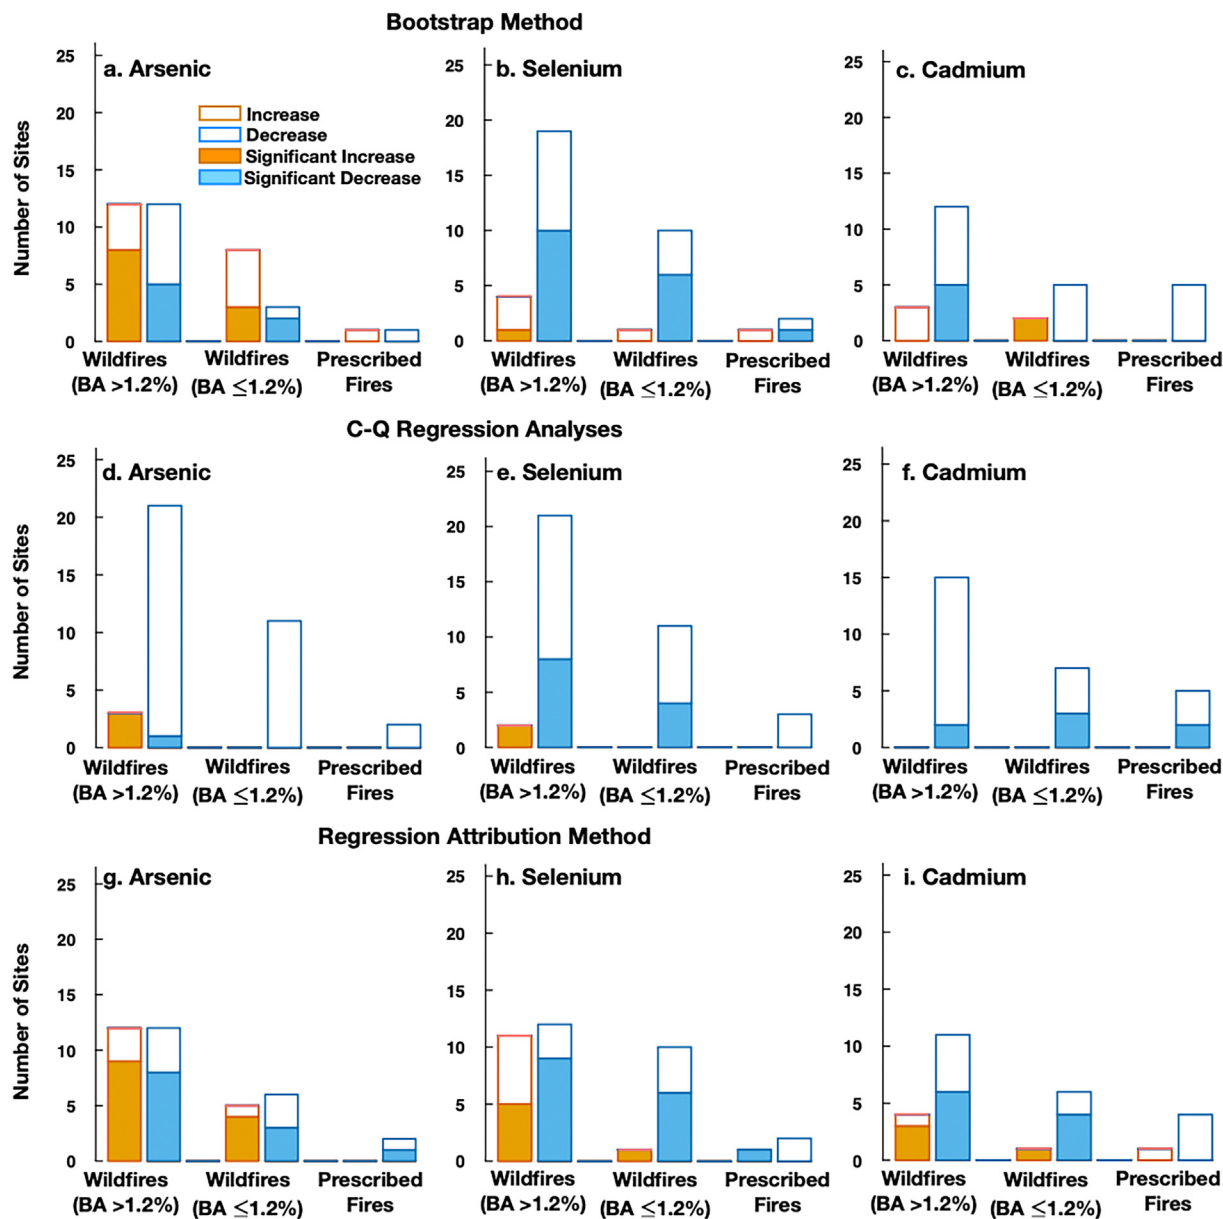 Bootstrap Method
a. Arsenic
b. Selenium
c. Cadmium
Increase
Decrease
Significant Increase
Significant Decrease
Number of Sites
25
20
15
10
5
0
25
20
15
10
5
0
25
20
15
10
5
0
Wildfires
(BA >1.2%)
Wildfires
(BA ≤1.2%)
Prescribed
Fires
Wildfires
(BA >1.2%)
Wildfires
(BA ≤1.2%)
Prescribed
Fires
Wildfires
(BA >1.2%)
Wildfires
(BA ≤1.2%)
Prescribed
Fires
C-Q Regression Analyses
d. Arsenic
e. Selenium
f. Cadmium
Number of Sites
25
20
15
10
5
0
25
20
15
10
5
0
25
20
15
10
5
0
Wildfires
(BA >1.2%)
Wildfires
(BA ≤1.2%)
Prescribed
Fires
Wildfires
(BA >1.2%)
Wildfires
(BA ≤1.2%)
Prescribed
Fires
Wildfires
(BA >1.2%)
Wildfires
(BA ≤1.2%)
Prescribed
Fires
Regression Attribution Method
g. Arsenic
h. Selenium
i. Cadmium
Number of Sites
25
20
15
10
5
0
25
20
15
10
5
0
25
20
15
10
5
0
Wildfires
(BA >1.2%)
Wildfires
(BA ≤1.2%)
Prescribed
Fires
Wildfires
(BA >1.2%)
Wildfires
(BA ≤1.2%)
Prescribed
Fires
Wildfires
(BA >1.2%)
Wildfires
(BA ≤1.2%)
Prescribed
Fires